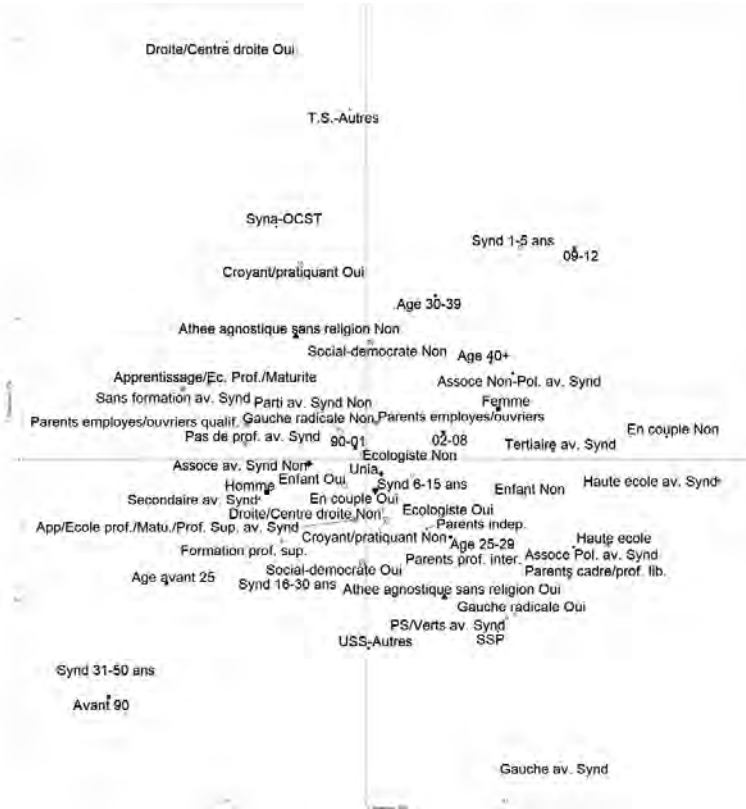 Droite/Centre droite Oui
T.S.-Autres
Syna-OCST
Synd 1-5 ans
09-12
Croyant/pratiquant Oui
Age 30-39
Athee agnostique sans religion Non
Social-democrate Non
Age 40+
Apprentissage/Ec. Prof./Maturite
Assoce Non-Pol. av. Synd
Sans formation av. Synd
Parti av. Synd Non
Femme
Parents employes/ouvriers qualif.
Gauche radicale Non
Parents employes/ouvriers
En couple Non
Pas de prof. av. Synd
90-01
02-08
Tertiaire av. Synd
Ecologiste Non
Assoce av. Synd Non
Unia
Enfant Oui
Synd 6-15 ans
Haute ecole av. Synd
Homme
Enfant Non
Secondaire av. Synd
En couple Oui
Droite/Centre droite Non
Ecologiste Oui
App/Ecole prof./Matu./Prof. Sup. av. Synd
Parents indep.
Croyant/pratiquant Non
Age 25-29
Haute ecole
Formation prof. sup.
Parents prof. inter.
Assoce Pol. av. Synd
Social-democrate Oui
Parents cadre/prof. lib.
Age avant 25
Synd 16-30 ans
Athee agnostique sans religion Oui
Gauche radicale Oui
PS/Verts av. Synd
USS-Autres
SSP
Synd 31-50 ans
Avant 90
Gauche av. Synd